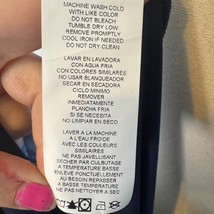 MACHINE WASH COLD
WITH LIKE COLOR
DO NOT BLEACH
TUMBLE DRY LOW
REMOVE PROMPTLY
COOL IRON IF NEEDED
DO NOT DRY CLEAN
LAVAR EN LAVADORA
CON AGUA FRIA
CON COLORES SIMILARES
NO USAR BLANQUEADOR
SECAR EN SECADORA
CICLO MINIMO
REMOVER
INMEDIATAMENTE
PLANCHA FRIA
SI SE NECESITA
NO LIMPIAR EN SECO
LAVER A LA MACHINE
A L'EAU FROIDE
AVEC LES COULEURS
SIMILAIRES
NE PAS JAVELLISAR
SECHER PAR CULBUTAGE
A TEMPERATURE BASSE
ENLEVER PONCTUELLEMENT
AU BESOIN REPASSER
A BASSE TEMPERATURE
NE PAS NETTOYER
A SEC